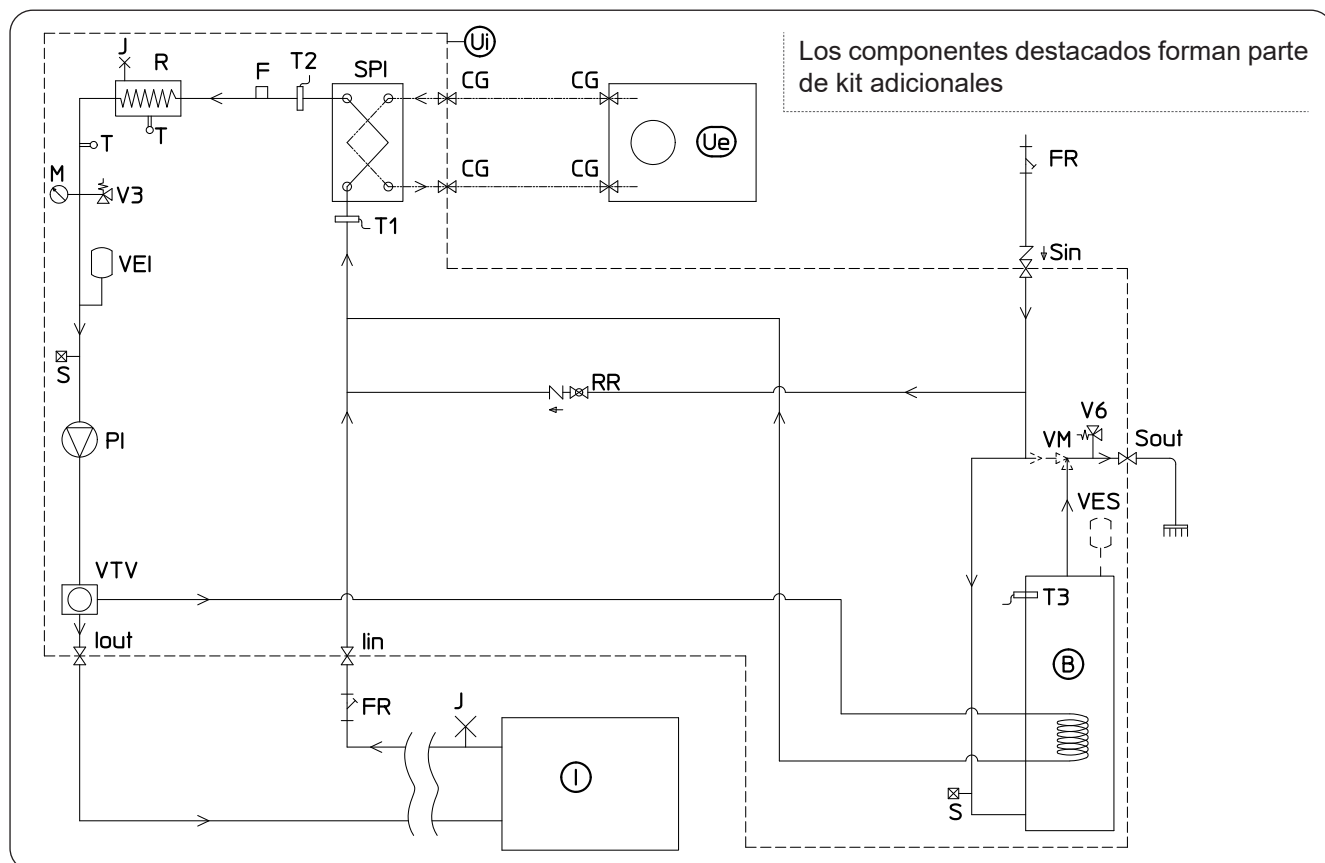 Los componentes destacados forman parte
de kit adicionales
Ui
J
R
F
T2
SPI
CG
CG
T
T
Ue
FR
M
V3
CG
CG
T1
VEI
Sin
S
RR
PI
V6
VM
Sout
VES
VTV
T3
Iout
Iin
B
FR
J
I
S